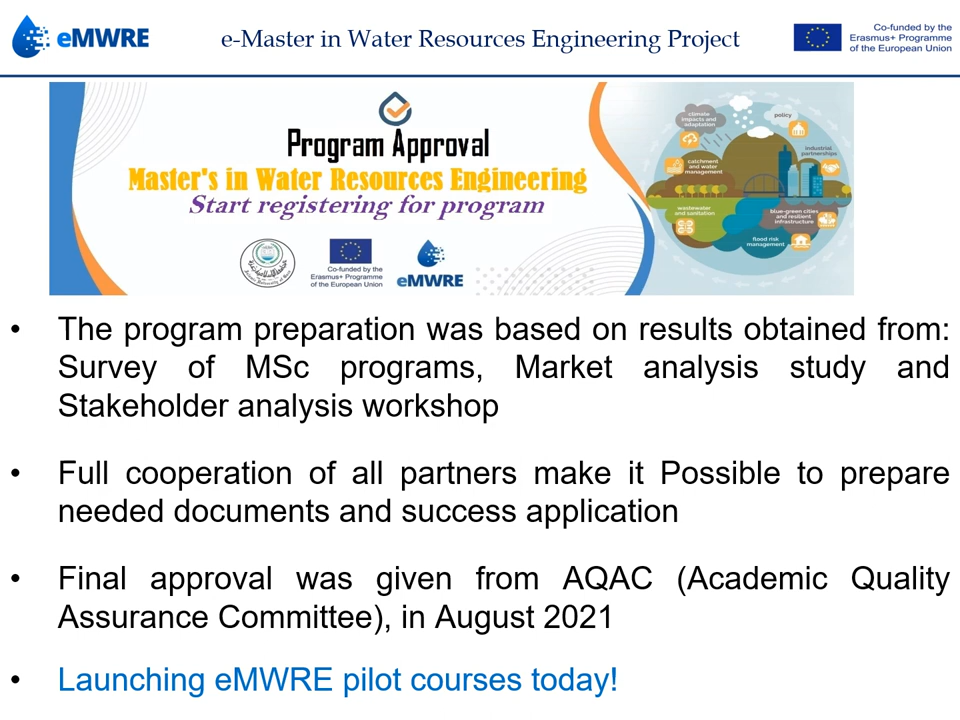 eMWRE
e-Master in Water Resources Engineering Project
Co-funded by the
Erasmus+ Programme
of the European Union
Program Approval
Master's in Water Resources Engineering
Start registering for program
Co-funded by the
Erasmus+ Programme
of the European Union
eMWRE
climate
impacts and
adaptation
policy
industrial
partnerships
catchment
and water
management
wastewater
and sanitation
blue-green cities
and resilient
infrastructure
flood risk
management
• The program preparation was based on results obtained from:
Survey of MSc programs, Market analysis study and
Stakeholder analysis workshop
• Full cooperation of all partners make it Possible to prepare
needed documents and success application
• Final approval was given from AQAC (Academic Quality
Assurance Committee), in August 2021
• Launching eMWRE pilot courses today!